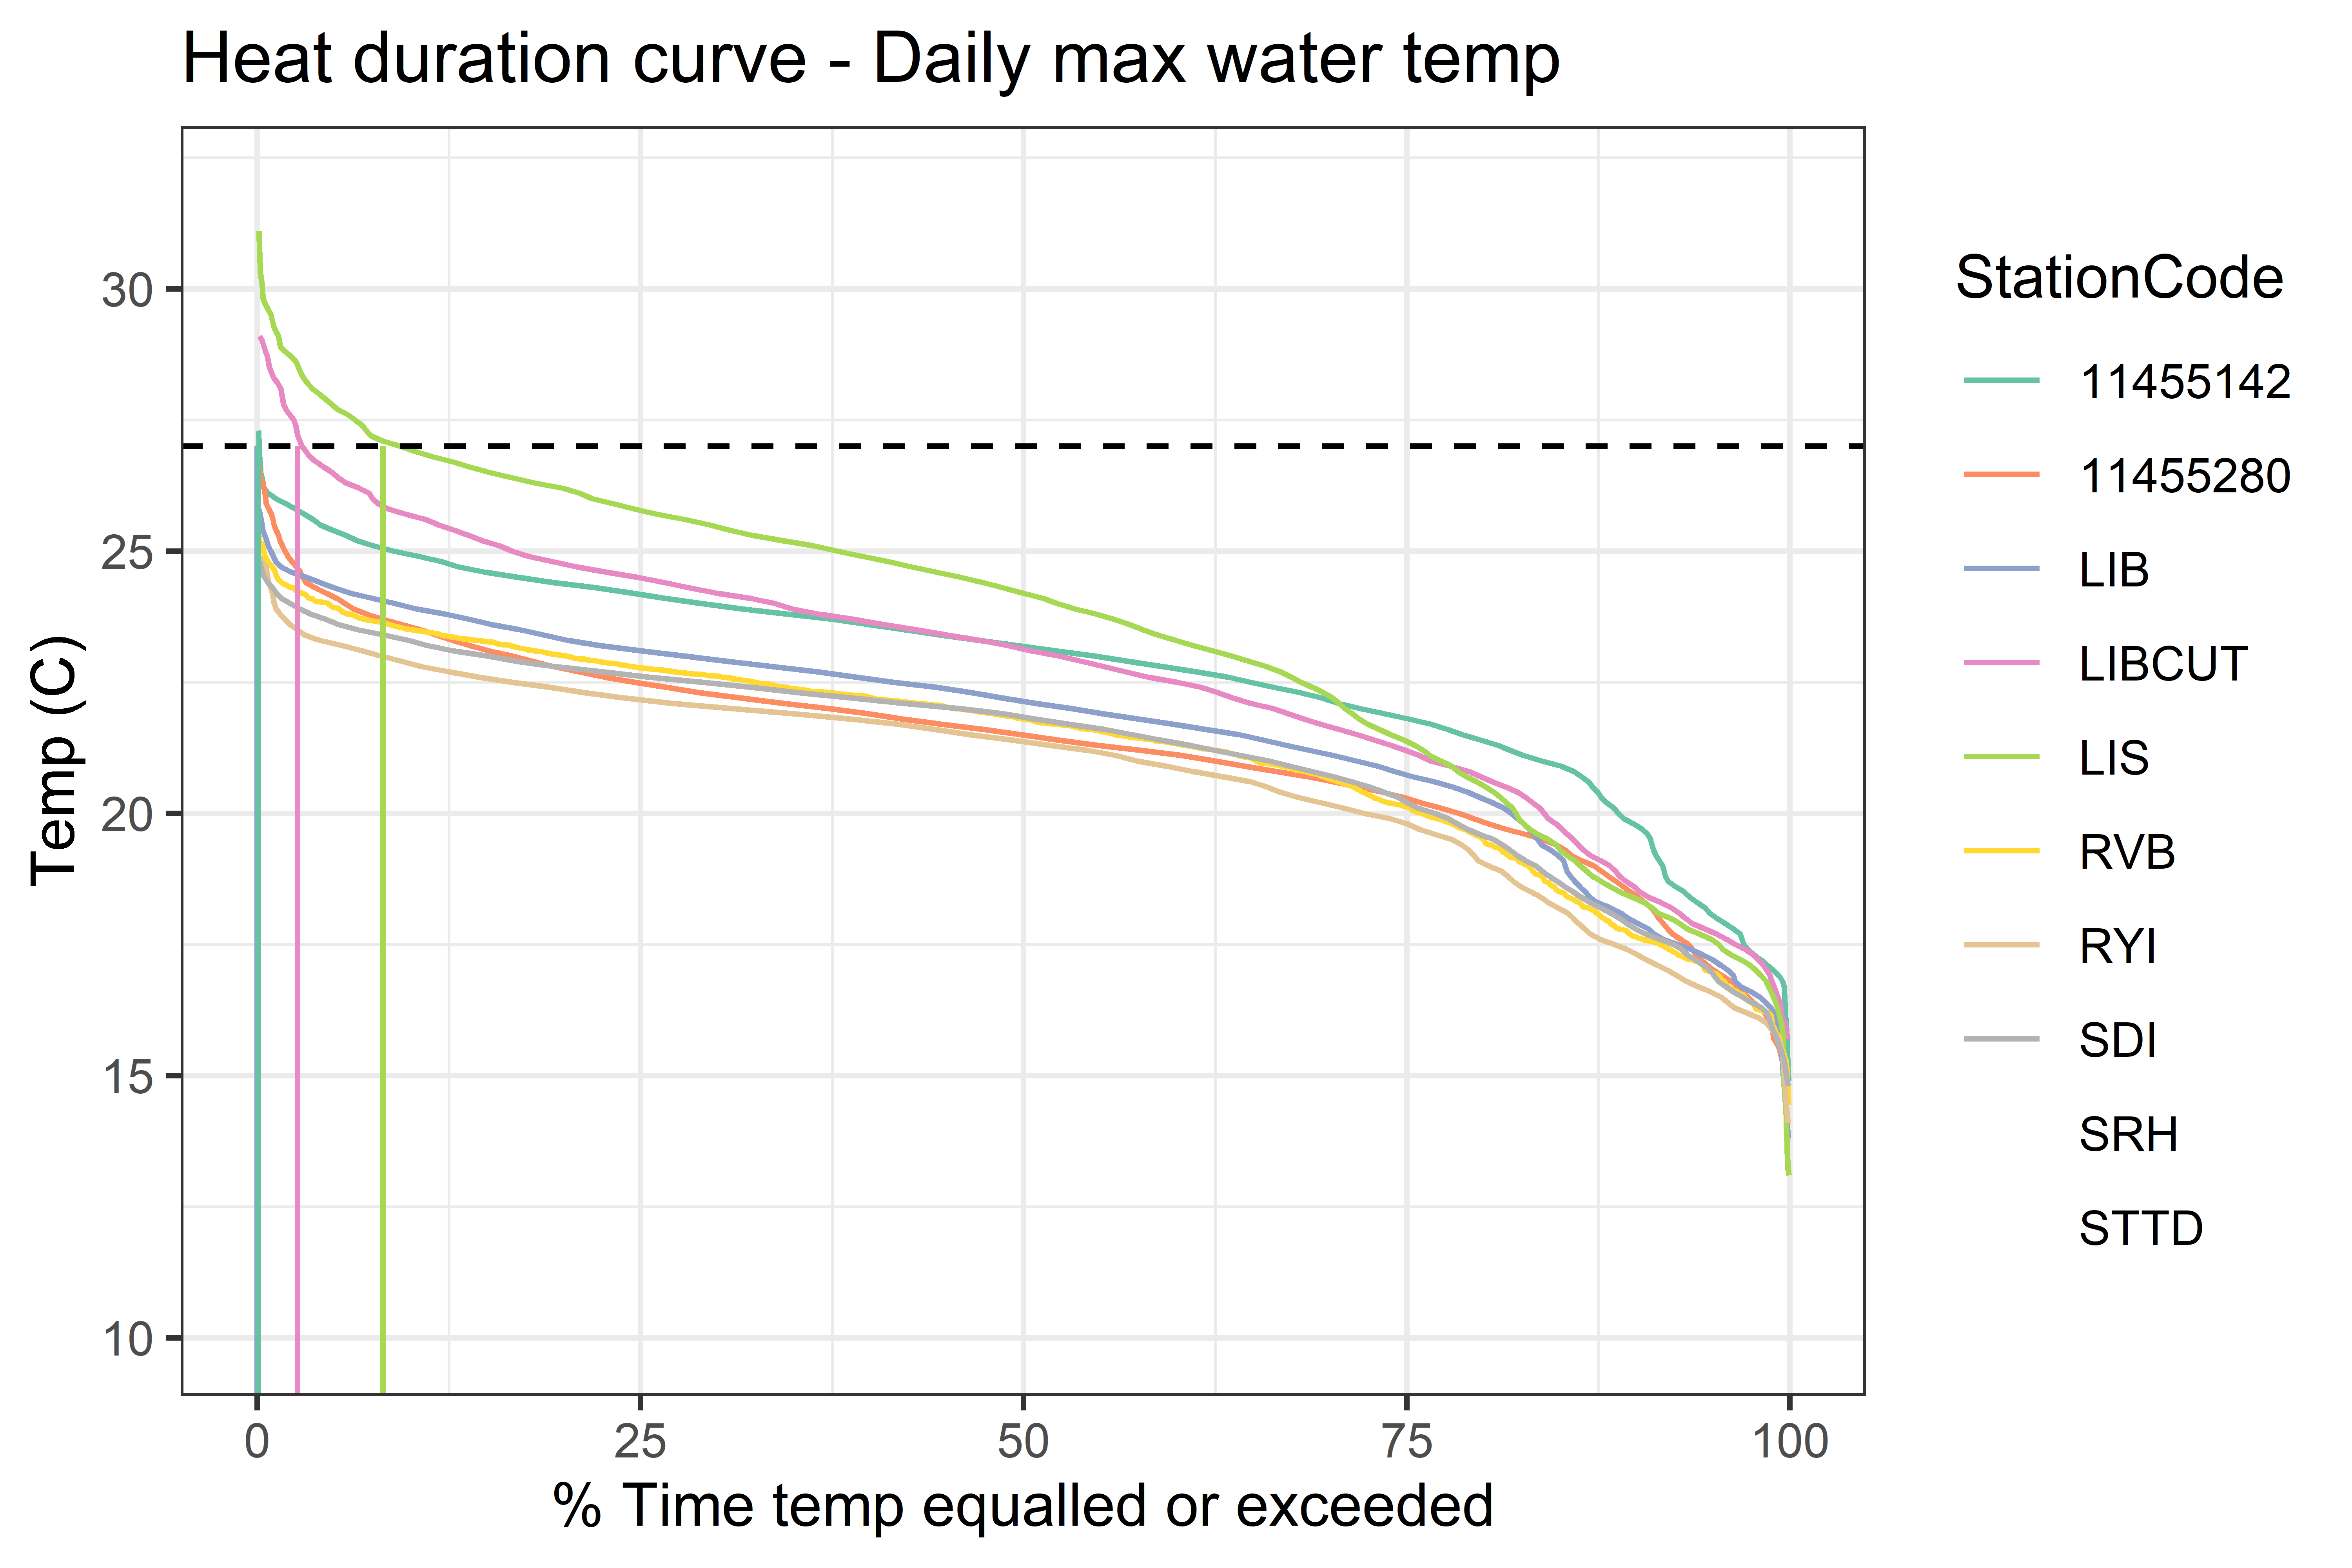 Heat duration curve - Daily max water temp
Temp (C)
30
25
20
15
10
0 25 50 75 100
% Time temp equalled or exceeded
StationCode
11455142
11455280
LIB
LIBCUT
LIS
RVB
RYI
SDI
SRH
STTD